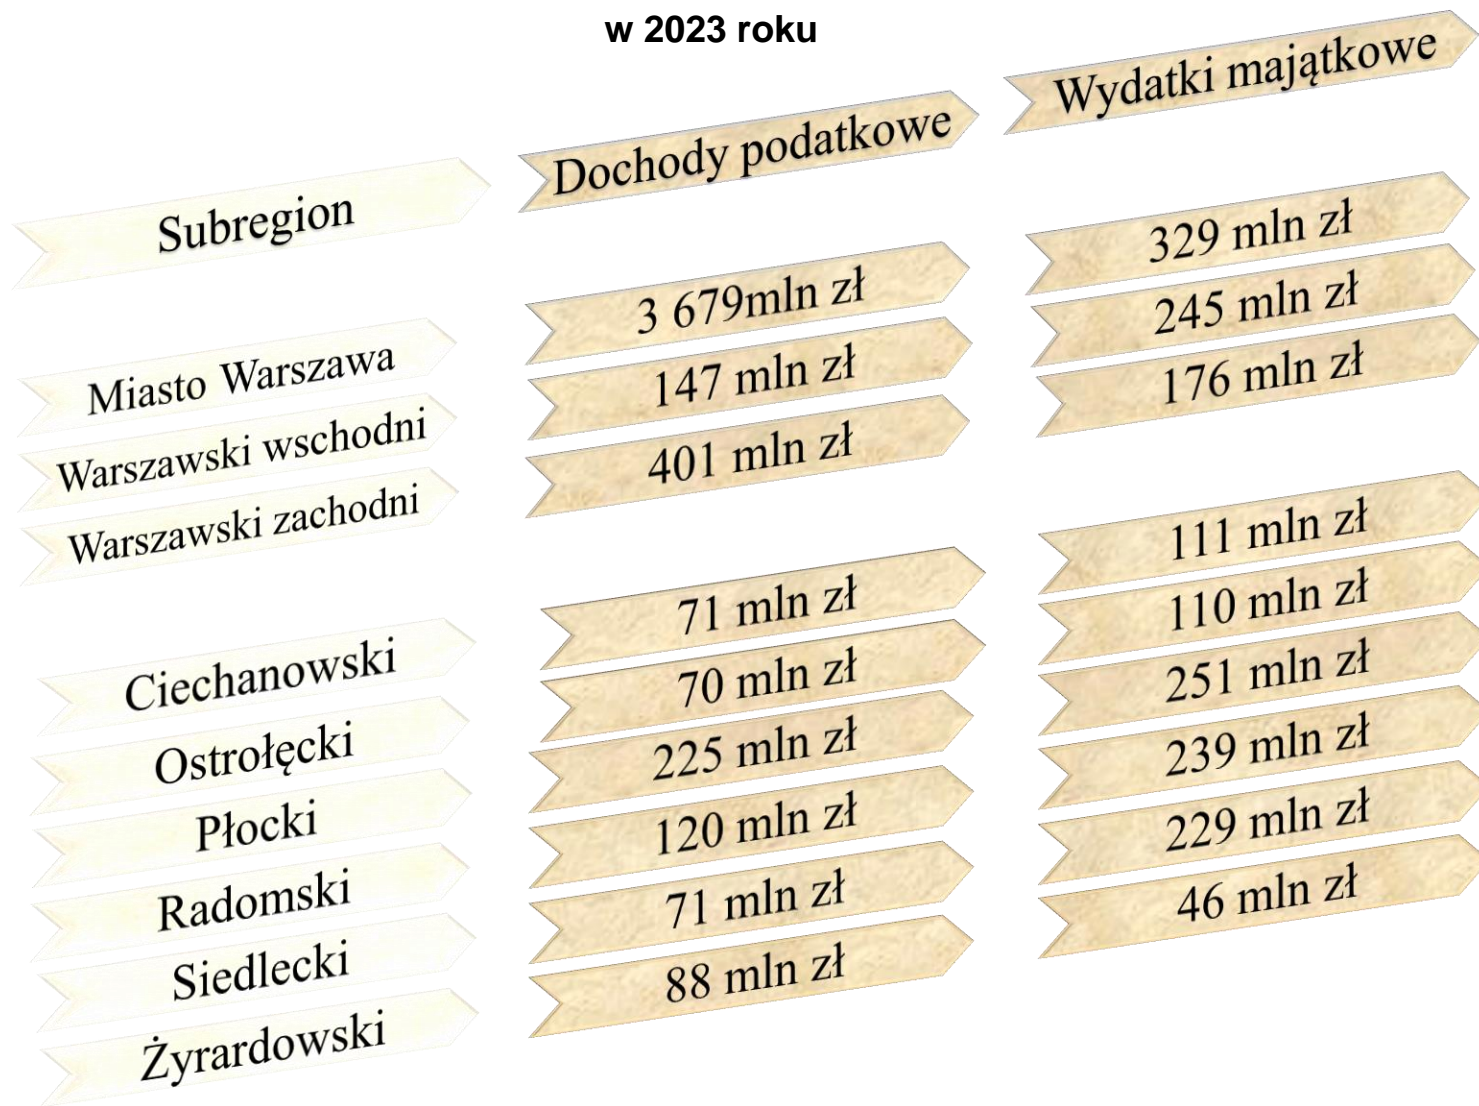 w 2023 roku
Subregion Dochody podatkowe Wydatki majątkowe
Miasto Warszawa 3 679mln zł 329 mln zł
Warszawski wschodni 147 mln zł 245 mln zł
Warszawski zachodni 401 mln zł 176 mln zł
Ciechanowski 71 mln zł 111 mln zł
Ostrołęcki 70 mln zł 110 mln zł
Płocki 225 mln zł 251 mln zł
Radomski 120 mln zł 239 mln zł
Siedlecki 71 mln zł 229 mln zł
Żyrardowski 88 mln zł 46 mln zł